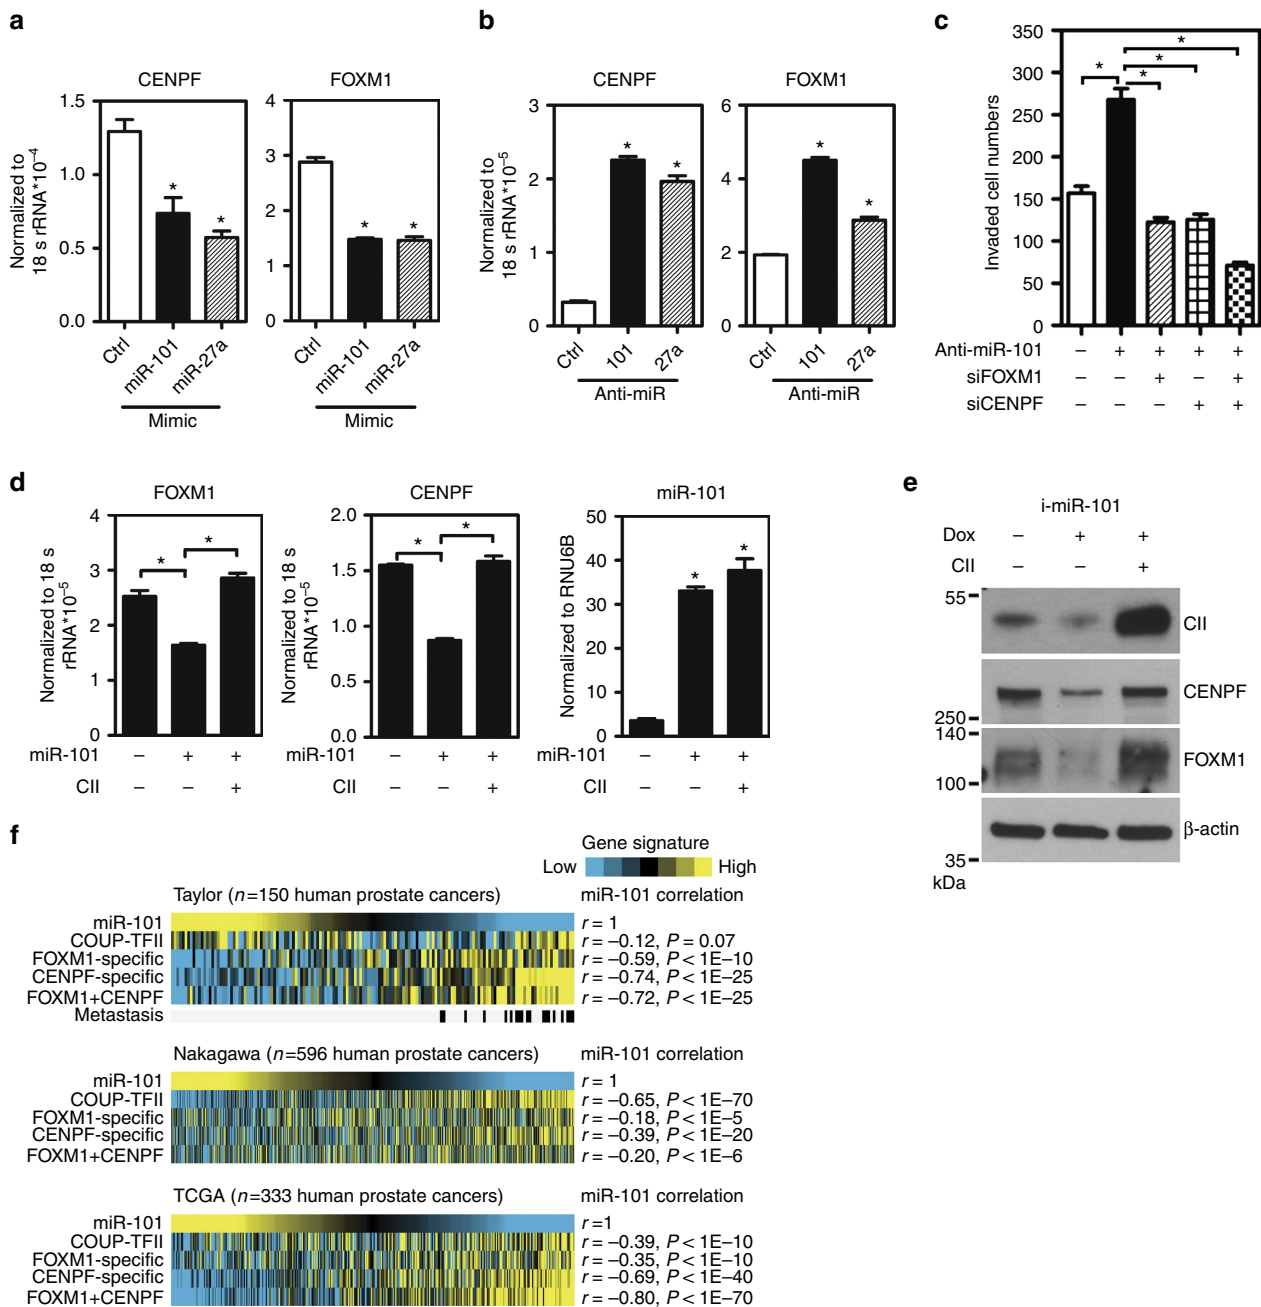 a
CENPF
Normalized to
18 s rRNA*10⁻⁴
1.5
1.0
0.5
0.0
*
*
Ctrl
miR-101
miR-27a
Mimic
FOXM1
4
3
2
1
0
*
*
Ctrl
miR-101
miR-27a
Mimic
b
CENPF
Normalized to
18 s rRNA*10⁻⁵
3
2
1
0
*
*
Ctrl
101
27a
Anti-miR
FOXM1
6
4
2
0
*
*
Ctrl
101
27a
Anti-miR
c
Invaded cell numbers
350
300
250
200
150
100
50
0
*
*
*
*
Anti-miR-101 – + + + +
siFOXM1 – – + – +
siCENPF – – – + +
d
FOXM1
Normalized to 18 s
rRNA*10⁻⁵
4
3
2
1
0
*
*
miR-101 – + +
CII – – +
CENPF
Normalized to 18 s
rRNA*10⁻⁵
2.0
1.5
1.0
0.5
0.0
*
*
miR-101 – + +
CII – – +
miR-101
Normalized to RNU6B
50
40
30
20
10
0
*
*
miR-101 – + +
CII – – +
e
i-miR-101
Dox – + +
CII – – +
55
CII
CENPF
250
140
FOXM1
100
β-actin
35
kDa
f
Gene signature
Low High
Taylor (n=150 human prostate cancers) miR-101 correlation
miR-101 r = 1
COUP-TFII r = –0.12, P = 0.07
FOXM1-specific r = –0.59, P < 1E–10
CENPF-specific r = –0.74, P < 1E–25
FOXM1+CENPF r = –0.72, P < 1E–25
Metastasis
Nakagawa (n=596 human prostate cancers) miR-101 correlation
miR-101 r = 1
COUP-TFII r = –0.65, P < 1E–70
FOXM1-specific r = –0.18, P < 1E–5
CENPF-specific r = –0.39, P < 1E–20
FOXM1+CENPF r = –0.20, P < 1E–6
TCGA (n=333 human prostate cancers) miR-101 correlation
miR-101 r =1
COUP-TFII r = –0.39, P < 1E–10
FOXM1-specific r = –0.35, P < 1E–10
CENPF-specific r = –0.69, P < 1E–40
FOXM1+CENPF r = –0.80, P < 1E–70